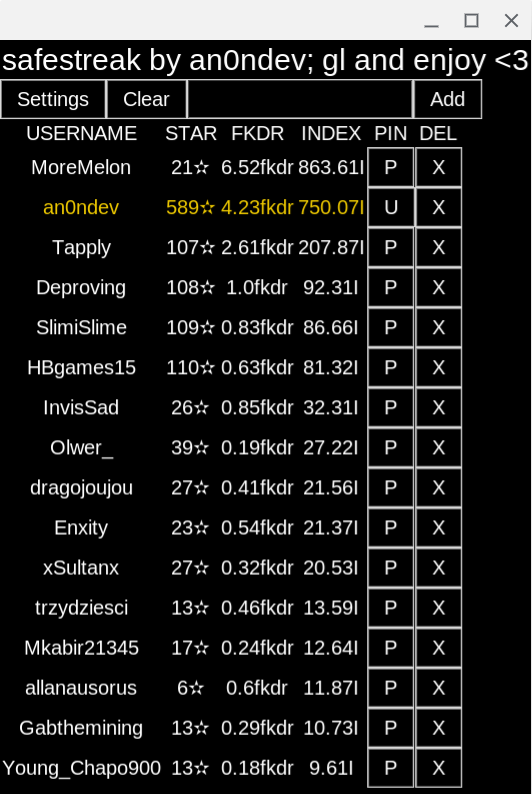 safestreak by an0ndev; gl and enjoy <3
Settings Clear Add
USERNAME STAR FKDR INDEX PIN DEL
MoreMelon 21☆ 6.52fkdr 863.61I P X
an0ndev 589☆ 4.23fkdr 750.07I U X
Tapply 107☆ 2.61fkdr 207.87I P X
Deproving 108☆ 1.0fkdr 92.31I P X
SlimiSlime 109☆ 0.83fkdr 86.66I P X
HBgames15 110☆ 0.63fkdr 81.32I P X
InvisSad 26☆ 0.85fkdr 32.31I P X
Olwer_ 39☆ 0.19fkdr 27.22I P X
dragojoujou 27☆ 0.41fkdr 21.56I P X
Enxity 23☆ 0.54fkdr 21.37I P X
xSultanx 27☆ 0.32fkdr 20.53I P X
trzydziesci 13☆ 0.46fkdr 13.59I P X
Mkabir21345 17☆ 0.24fkdr 12.64I P X
allanausorus 6☆ 0.6fkdr 11.87I P X
Gabthemining 13☆ 0.29fkdr 10.73I P X
Young_Chapo900 13☆ 0.18fkdr 9.61I P X